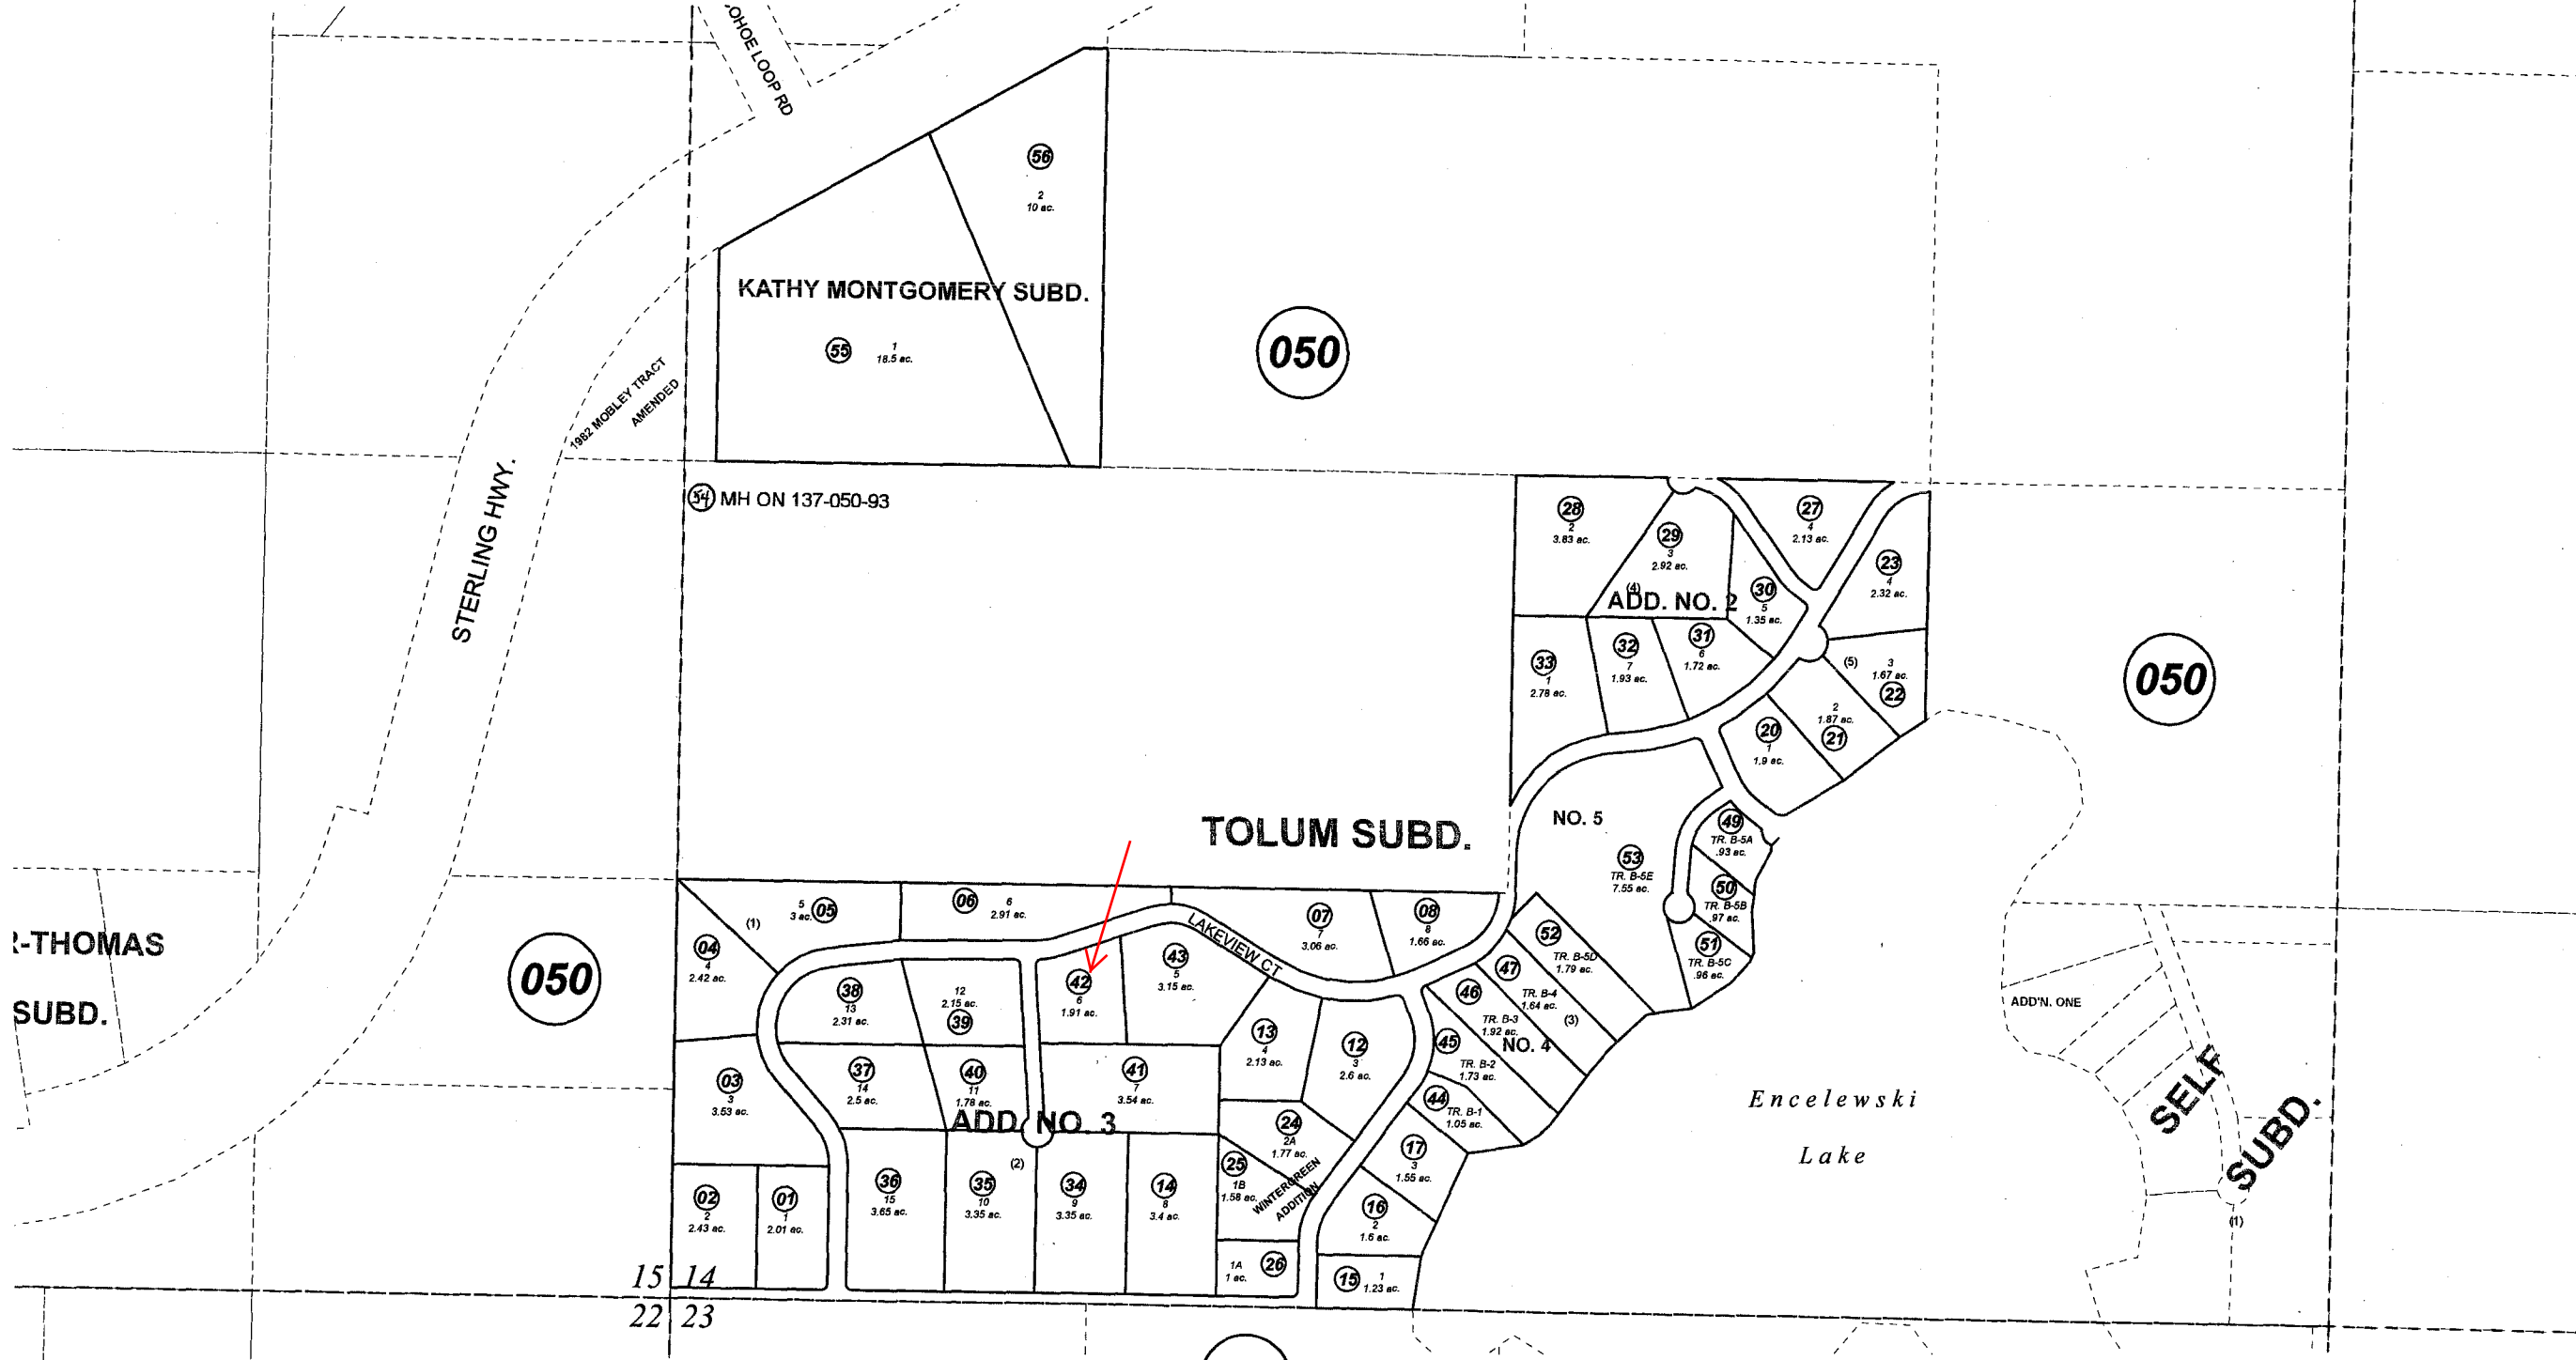 OHOE LOOP RD
56
2
10 ac.
KATHY MONTGOMERY SUBD.
55
1
18.5 ac.
050
1982 MOBLEY TRACT
AMENDED
STERLING HWY.
54 MH ON 137-050-93
28
2
3.83 ac.
29
3
2.92 ac.
(4)
ADD. NO. 2
27
4
2.13 ac.
23
4
2.32 ac.
30
5
1.35 ac.
31
6
1.72 ac.
32
7
1.93 ac.
33
1
2.78 ac.
(5)
3
1.67 ac.
22
2
1.87 ac.
21
20
1
1.9 ac.
050
TOLUM SUBD.
NO. 5
53
TR. B-5E
7.55 ac.
49
TR. B-5A
.93 ac.
50
TR. B-5B
.97 ac.
51
TR. B-5C
.96 ac.
52
TR. B-5D
1.79 ac.
47
TR. B-4
1.64 ac.
(3)
46
TR. B-3
1.92 ac.
NO. 4
45
TR. B-2
1.73 ac.
44
TR. B-1
1.05 ac.
R-THOMAS
SUBD.
050
(1)
5
3 ac.
05
06
6
2.91 ac.
LAKEVIEW CT
07
7
3.06 ac.
08
8
1.66 ac.
04
4
2.42 ac.
38
13
2.31 ac.
12
2.15 ac.
39
42
6
1.91 ac.
43
5
3.15 ac.
13
4
2.13 ac.
12
3
2.6 ac.
03
3
3.53 ac.
37
14
2.5 ac.
40
11
1.78 ac.
41
7
3.54 ac.
ADD. NO. 3
(2)
24
2A
1.77 ac.
25
1B
1.58 ac.
WINTERGREEN
ADDITION
17
3
1.55 ac.
16
2
1.6 ac.
02
2
2.43 ac.
01
1
2.01 ac.
36
15
3.65 ac.
35
10
3.35 ac.
34
9
3.35 ac.
14
8
3.4 ac.
1A
1 ac.
26
15
1
1.23 ac.
Encelewski
Lake
ADD'N. ONE
SELF
SUBD.
(1)
15 14
22 23